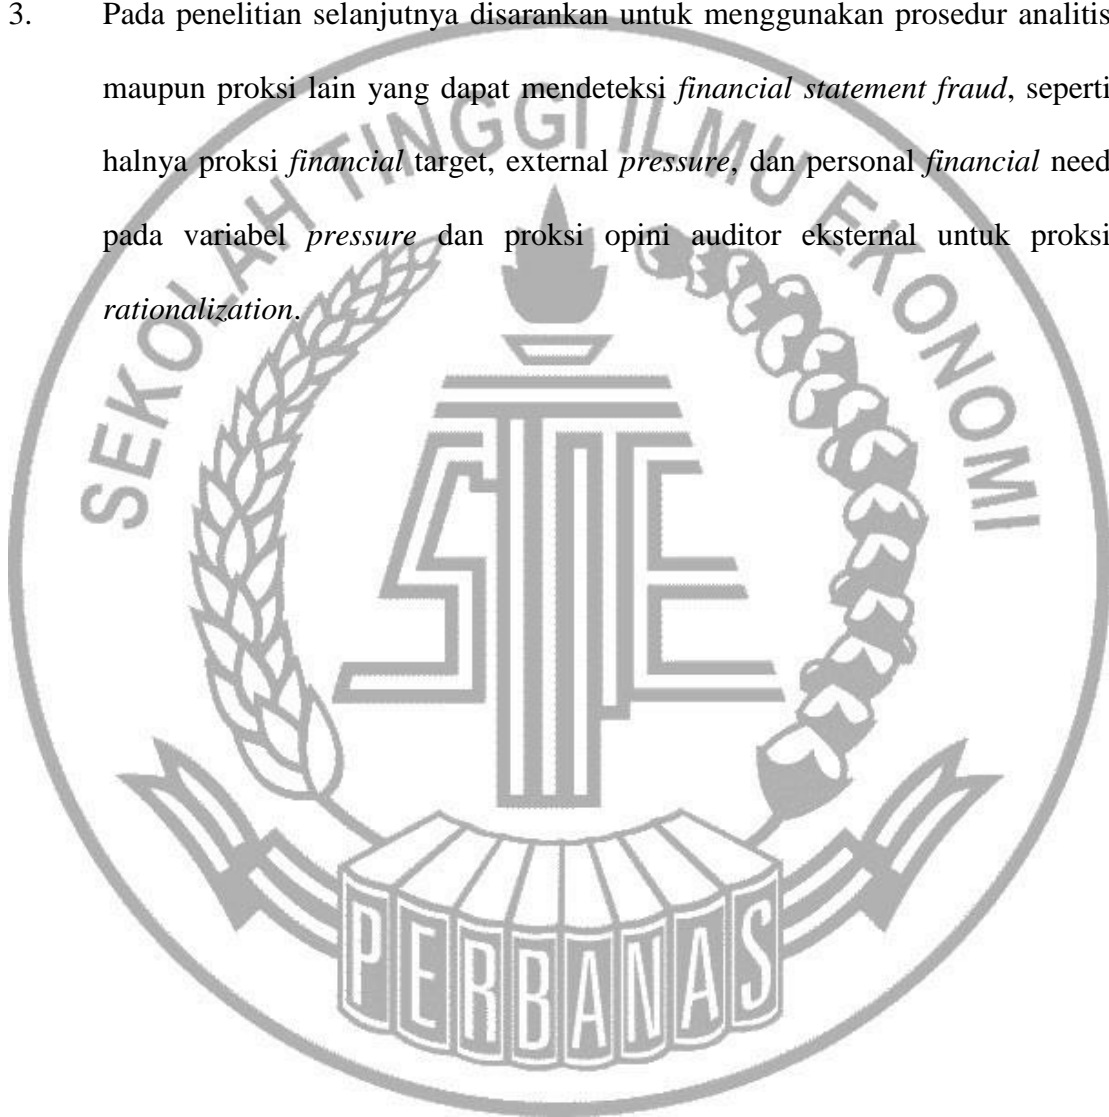 3. Pada penelitian selanjutnya disarankan untuk menggunakan prosedur analitis
maupun proksi lain yang dapat mendeteksi financial statement fraud, seperti
halnya proksi financial target, external pressure, dan personal financial need
pada variabel pressure dan proksi opini auditor eksternal untuk proksi
rationalization.
SEKOLAH TINGGI ILMU EKONOMI
STIE
PERBANAS